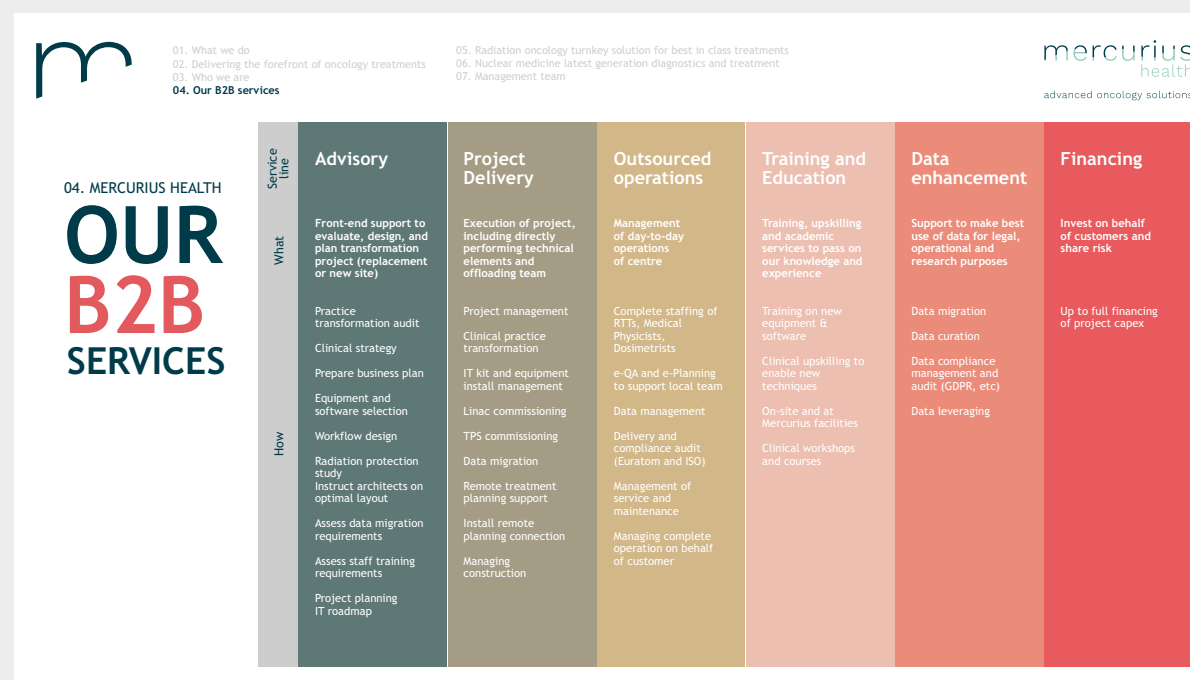 m
01. What we do
02. Delivering the forefront of oncology treatments
03. Who we are
04. Our B2B services
05. Radiation oncology turnkey solution for best in class treatments
06. Nuclear medicine latest generation diagnostics and treatment
07. Management team
mercurius
health
advanced oncology solutions
04. MERCURIUS HEALTH
OUR
B2B
SERVICES
Service
line
What
How
Advisory
Front-end support to
evaluate, design, and
plan transformation
project (replacement
or new site)
Practice
transformation audit
Clinical strategy
Prepare business plan
Equipment and
software selection
Workflow design
Radiation protection
study
Instruct architects on
optimal layout
Assess data migration
requirements
Assess staff training
requirements
Project planning
IT roadmap
Project
Delivery
Execution of project,
including directly
performing technical
elements and
offloading team
Project management
Clinical practice
transformation
IT kit and equipment
install management
Linac commissioning
TPS commissioning
Data migration
Remote treatment
planning support
Install remote
planning connection
Managing
construction
Outsourced
operations
Management
of day-to-day
operations
of centre
Complete staffing of
RTTs, Medical
Physicists,
Dosimetrists
e-QA and e-Planning
to support local team
Data management
Delivery and
compliance audit
(Euratom and ISO)
Management of
service and
maintenance
Managing complete
operation on behalf
of customer
Training and
Education
Training, upskilling
and academic
services to pass on
our knowledge and
experience
Training on new
equipment &
software
Clinical upskilling to
enable new
techniques
On-site and at
Mercurius facilities
Clinical workshops
and courses
Data
enhancement
Support to make best
use of data for legal,
operational and
research purposes
Data migration
Data curation
Data compliance
management and
audit (GDPR, etc)
Data leveraging
Financing
Invest on behalf
of customers and
share risk
Up to full financing
of project capex